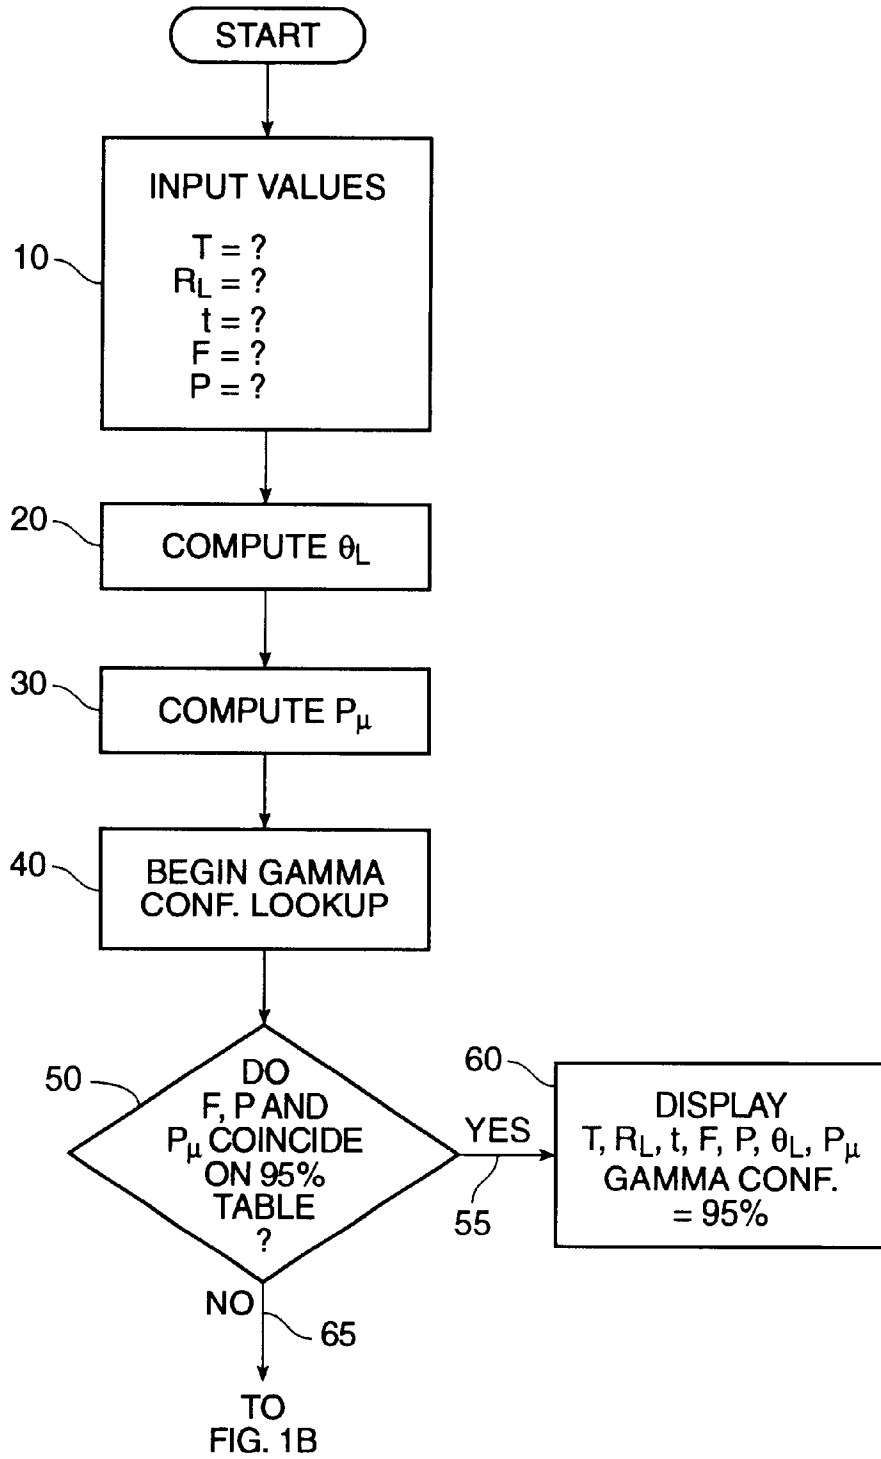 START
INPUT VALUES
T = ?
R_L = ?
t = ?
F = ?
P = ?
10
COMPUTE θ_L
20
COMPUTE P_μ
30
BEGIN GAMMA
CONF. LOOKUP
40
DO
F, P AND
P_μ COINCIDE
ON 95%
TABLE
?
50
YES
55
60
DISPLAY
T, R_L, t, F, P, θ_L, P_μ
GAMMA CONF.
= 95%
NO
65
TO
FIG. 1B